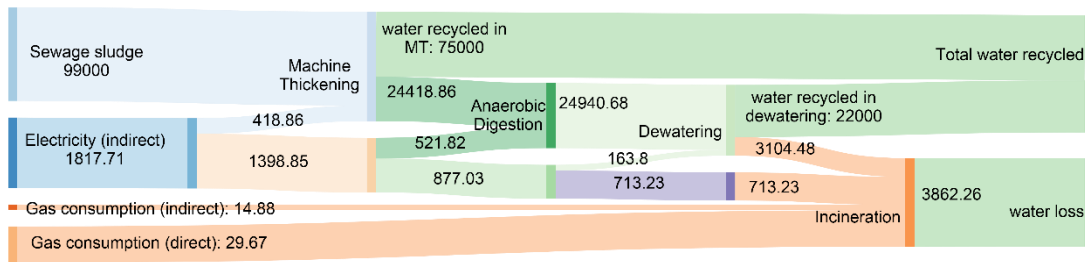 Sewage sludge
99000
Machine
Thickening
water recycled in
MT: 75000
Total water recycled
24418.86
Anaerobic
Digestion
24940.68
water recycled in
dewatering: 22000
Electricity (indirect)
1817.71
418.86
1398.85
521.82
877.03
Dewatering
163.8
713.23
3104.48
713.23
Incineration
3862.26
water loss
Gas consumption (indirect): 14.88
Gas consumption (direct): 29.67